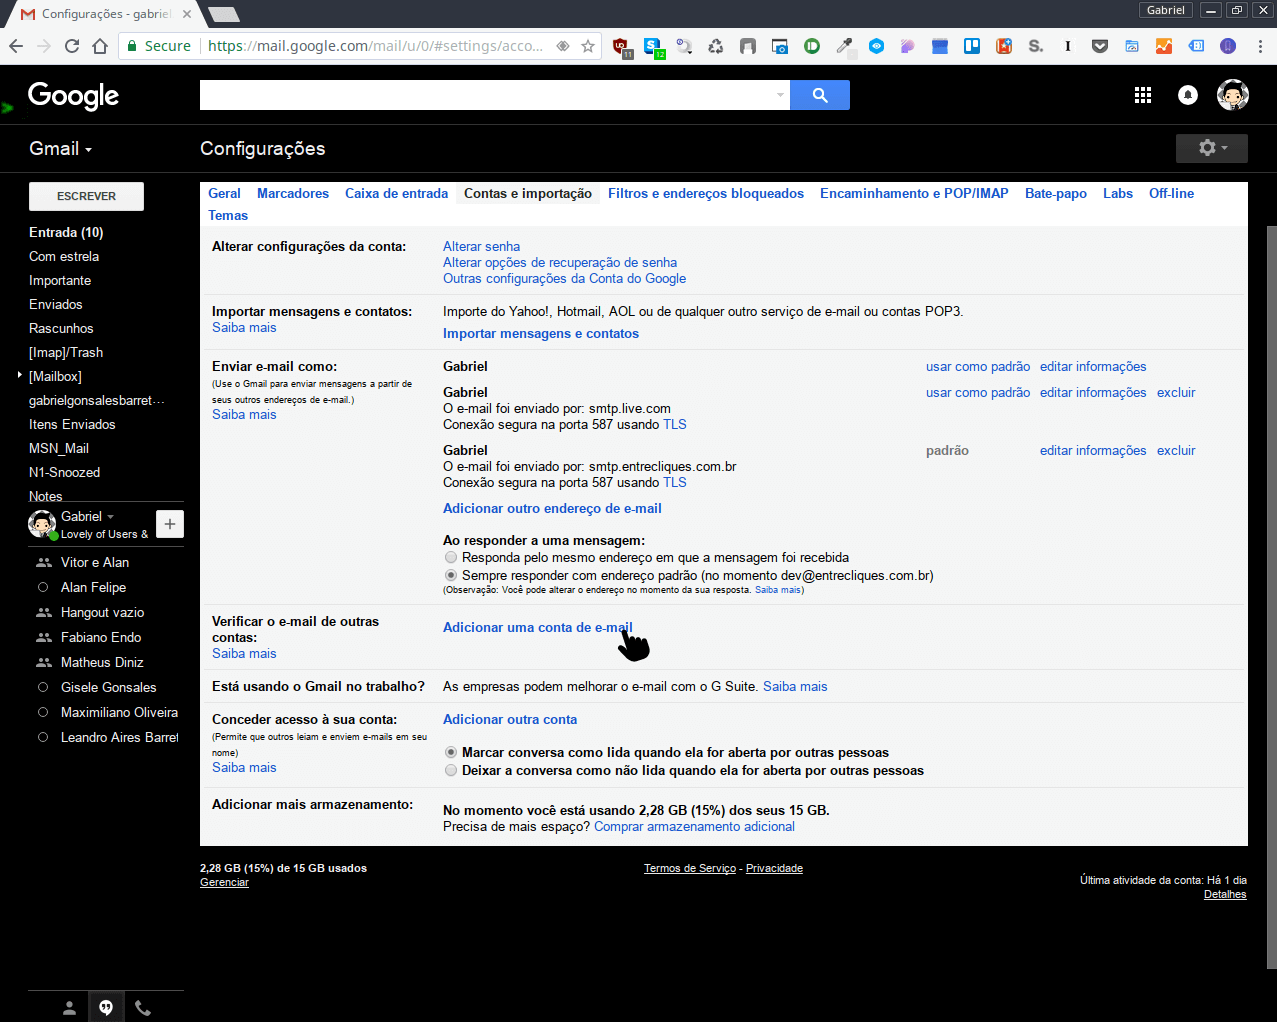 Configurações - gabriel
Gabriel
Secure
https://mail.google.com/mail/u/0/#settings/acco...
11
12
S.
Google
Gmail
Configurações
Geral Marcadores Caixa de entrada Contas e importação Filtros e endereços bloqueados Encaminhamento e POP/IMAP Bate-papo Labs Off-line
Temas
ESCREVER
Entrada (10)
Com estrela
Importante
Enviados
Rascunhos
[Imap]/Trash
[Mailbox]
gabrielgonsalesbarret...
Itens Enviados
MSN_Mail
N1-Snoozed
Notes
Gabriel
Lovely of Users &
Vitor e Alan
Alan Felipe
Hangout vazio
Fabiano Endo
Matheus Diniz
Gisele Gonsales
Maximiliano Oliveira
Leandro Aires Barret
Alterar configurações da conta:
Alterar senha
Alterar opções de recuperação de senha
Outras configurações da Conta do Google
Importar mensagens e contatos:
Saiba mais
Importe do Yahoo!, Hotmail, AOL ou de qualquer outro serviço de e-mail ou contas POP3.
Importar mensagens e contatos
Enviar e-mail como:
(Use o Gmail para enviar mensagens a partir de
seus outros endereços de e-mail.)
Saiba mais
Gabriel usar como padrão editar informações
Gabriel usar como padrão editar informações excluir
O e-mail foi enviado por: smtp.live.com
Conexão segura na porta 587 usando TLS
Gabriel padrão editar informações excluir
O e-mail foi enviado por: smtp.entrecliques.com.br
Conexão segura na porta 587 usando TLS
Adicionar outro endereço de e-mail
Ao responder a uma mensagem:
Responda pelo mesmo endereço em que a mensagem foi recebida
Sempre responder com endereço padrão (no momento dev@entrecliques.com.br)
(Observação: Você pode alterar o endereço no momento da sua resposta. Saiba mais)
Verificar o e-mail de outras
contas:
Saiba mais
Adicionar uma conta de e-mail
Está usando o Gmail no trabalho?
As empresas podem melhorar o e-mail com o G Suite. Saiba mais
Conceder acesso à sua conta:
(Permite que outros leiam e enviem e-mails em seu
nome)
Saiba mais
Adicionar outra conta
Marcar conversa como lida quando ela for aberta por outras pessoas
Deixar a conversa como não lida quando ela for aberta por outras pessoas
Adicionar mais armazenamento:
No momento você está usando 2,28 GB (15%) dos seus 15 GB.
Precisa de mais espaço? Comprar armazenamento adicional
2,28 GB (15%) de 15 GB usados
Gerenciar
Termos de Serviço - Privacidade
Última atividade da conta: Há 1 dia
Detalhes